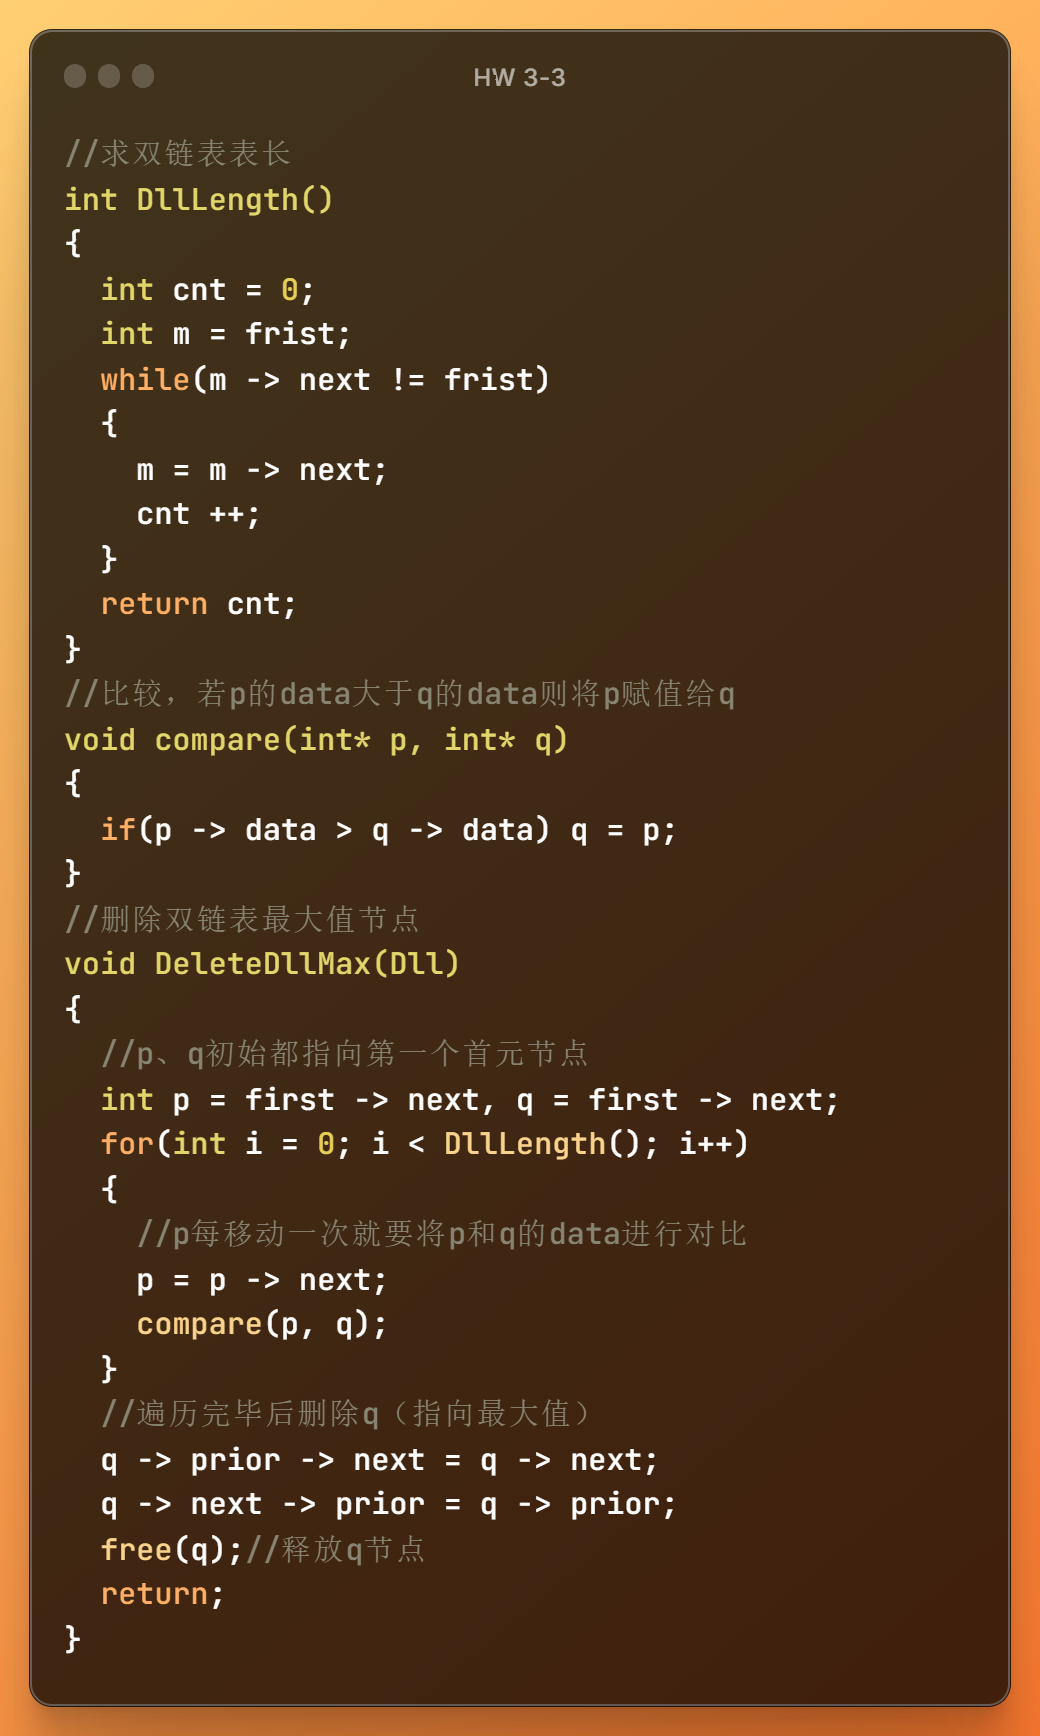 HW 3-3
//求双链表表长
int DllLength()
{
  int cnt = 0;
  int m = frist;
  while(m -> next != frist)
  {
    m = m -> next;
    cnt ++;
  }
  return cnt;
}
//比较，若p的data大于q的data则将p赋值给q
void compare(int* p, int* q)
{
  if(p -> data > q -> data) q = p;
}
//删除双链表最大值节点
void DeleteDllMax(Dll)
{
  //p、q初始都指向第一个首元节点
  int p = first -> next, q = first -> next;
  for(int i = 0; i < DllLength(); i++)
  {
    //p每移动一次就要将p和q的data进行对比
    p = p -> next;
    compare(p, q);
  }
  //遍历完毕后删除q（指向最大值）
  q -> prior -> next = q -> next;
  q -> next -> prior = q -> prior;
  free(q);//释放q节点
  return;
}